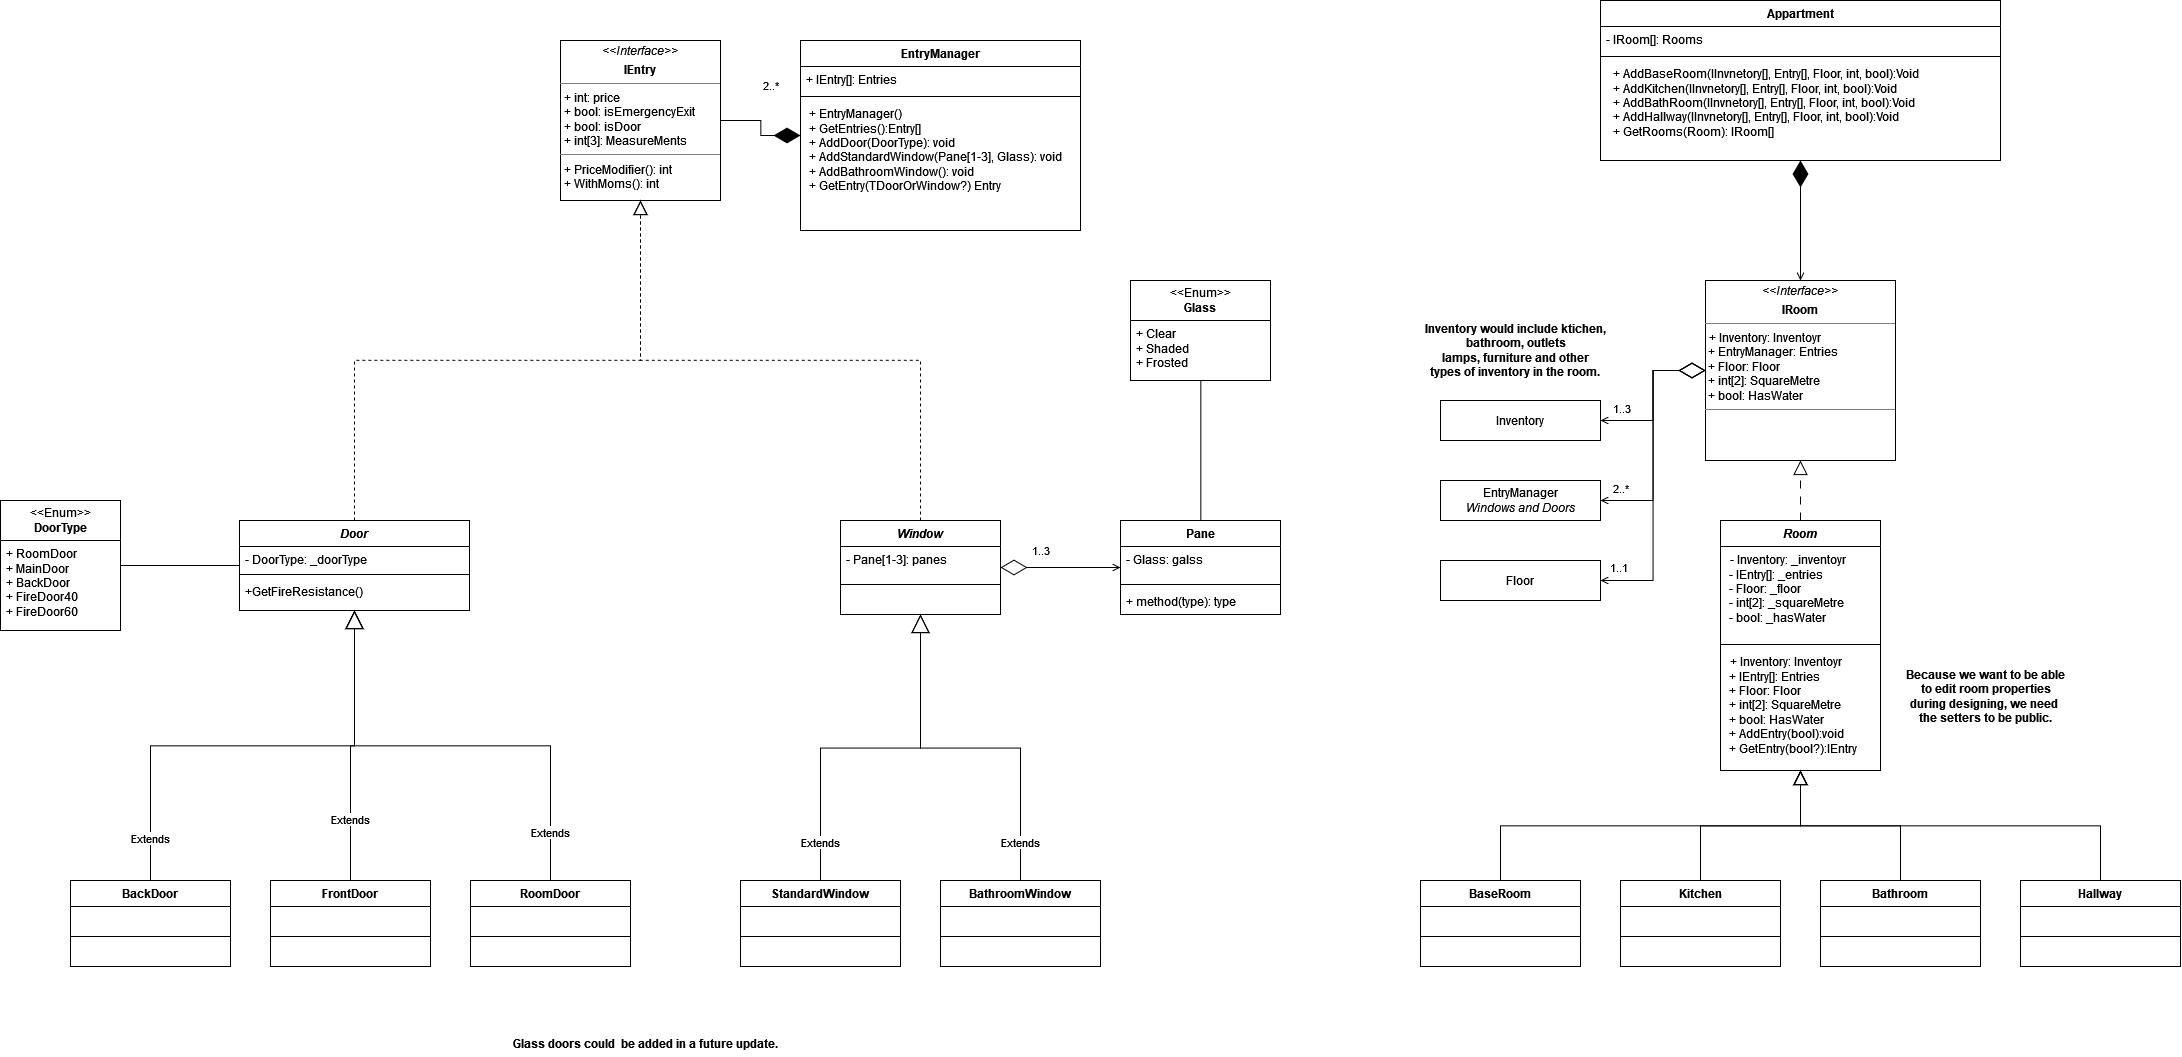 <<Interface>>
IEntry
+ int: price
+ bool: isEmergencyExit
+ bool: isDoor
+ int[3]: MeasureMents
+ PriceModifier(): int
+ WithMoms(): int
2..*
EntryManager
+ IEntry[]: Entries
+ EntryManager()
+ GetEntries():Entry[]
+ AddDoor(DoorType): void
+ AddStandardWindow(Pane[1-3], Glass): void
+ AddBathroomWindow(): void
+ GetEntry(TDoorOrWindow?) Entry
<<Enum>>
Glass
+ Clear
+ Shaded
+ Frosted
<<Enum>>
DoorType
+ RoomDoor
+ MainDoor
+ BackDoor
+ FireDoor40
+ FireDoor60
Door
- DoorType: _doorType
+GetFireResistance()
Window
- Pane[1-3]: panes
1..3
Pane
- Glass: galss
+ method(type): type
Extends
Extends
Extends
Extends
Extends
BackDoor
FrontDoor
RoomDoor
StandardWindow
BathroomWindow
Glass doors could be added in a future update.
Appartment
- IRoom[]: Rooms
+ AddBaseRoom(IInvnetory[], Entry[], Floor, int, bool):Void
+ AddKitchen(IInvnetory[], Entry[], Floor, int, bool):Void
+ AddBathRoom(IInvnetory[], Entry[], Floor, int, bool):Void
+ AddHallway(IInvnetory[], Entry[], Floor, int, bool):Void
+ GetRooms(Room): IRoom[]
<<Interface>>
IRoom
+ Inventory: Inventoyr
+ EntryManager: Entries
+ Floor: Floor
+ int[2]: SquareMetre
+ bool: HasWater
Inventory would include ktichen,
bathroom, outlets
lamps, furniture and other
types of inventory in the room.
Inventory
1..3
EntryManager
Windows and Doors
2..*
Floor
1..1
Room
- Inventory: _inventoyr
- IEntry[]: _entries
- Floor: _floor
- int[2]: _squareMetre
- bool: _hasWater
+ Inventory: Inventoyr
+ IEntry[]: Entries
+ Floor: Floor
+ int[2]: SquareMetre
+ bool: HasWater
+ AddEntry(bool):void
+ GetEntry(bool?):IEntry
Because we want to be able
to edit room properties
during designing, we need
the setters to be public.
BaseRoom
Kitchen
Bathroom
Hallway